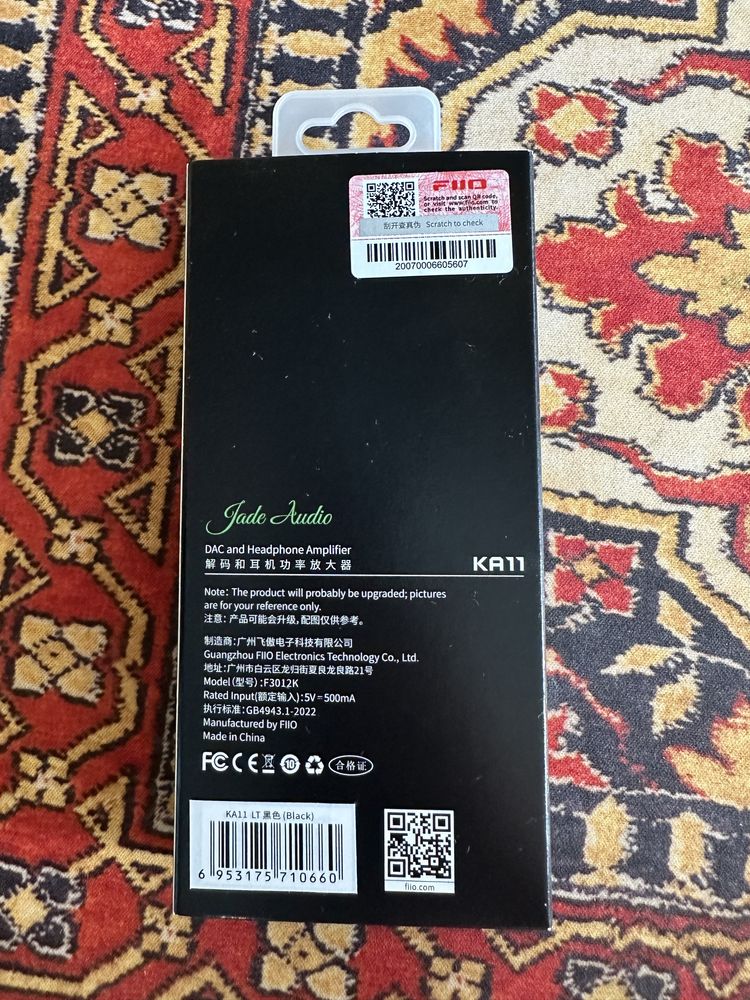 FIIO
Scratch and scan QR code,
or visit www.fiio.com to
check the authenticity.
刮开查真伪 Scratch to check
20070006605607
Jade Audio
DAC and Headphone Amplifier
解码和耳机功率放大器
KA11
Note: The product will probably be upgraded; pictures
are for your reference only.
注意: 产品可能会升级,配图仅供参考。
制造商:广州飞傲电子科技有限公司
Guangzhou FIIO Electronics Technology Co., Ltd.
地址:广州市白云区龙归街夏良龙良路21号
Model(型号):F3012K
Rated Input(额定输入):5V⎓500mA
执行标准:GB4943.1-2022
Manufactured by FIIO
Made in China
FC CE 10 合格证
KA11 LT 黑色 (Black)
6 953175 710660
fiio.com